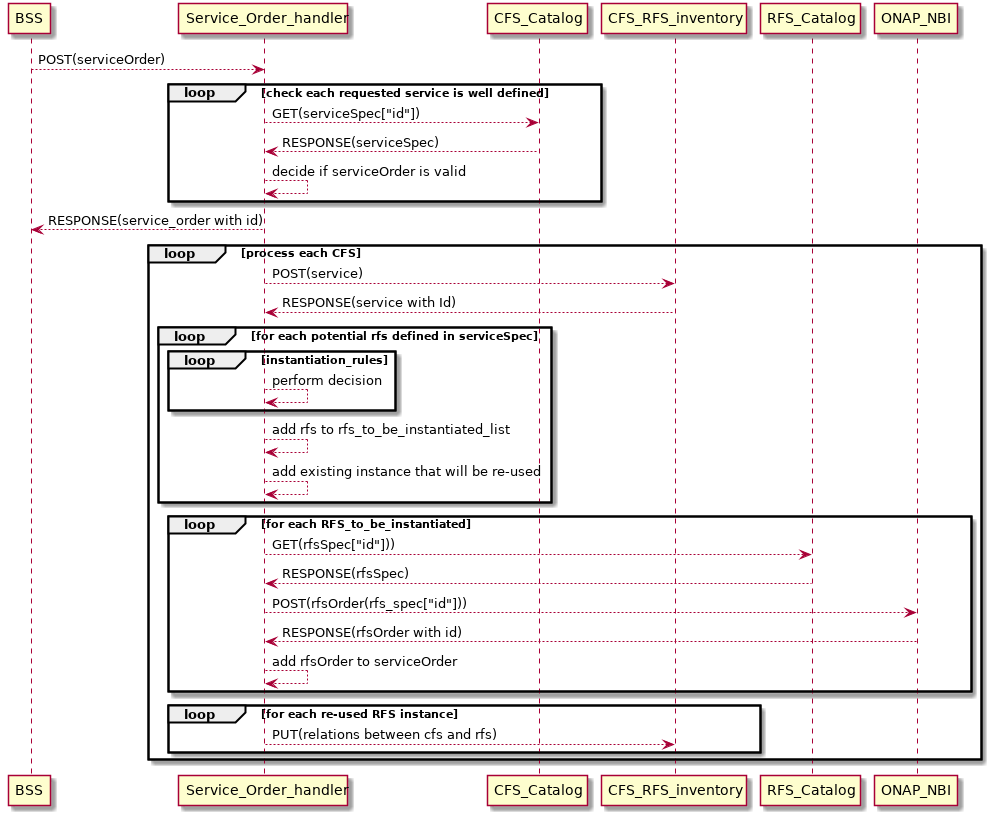 BSS Service_Order_handler CFS_Catalog CFS_RFS_inventory RFS_Catalog ONAP_NBI
POST(serviceOrder)
loop [check each requested service is well defined]
GET(serviceSpec["id"])
RESPONSE(serviceSpec)
decide if serviceOrder is valid
RESPONSE(service_order with id)
loop [process each CFS]
POST(service)
RESPONSE(service with Id)
loop [for each potential rfs defined in serviceSpec]
loop [instantiation_rules]
perform decision
add rfs to rfs_to_be_instantiated_list
add existing instance that will be re-used
loop [for each RFS_to_be_instantiated]
GET(rfsSpec["id"]))
RESPONSE(rfsSpec)
POST(rfsOrder(rfs_spec["id"]))
RESPONSE(rfsOrder with id)
add rfsOrder to serviceOrder
loop [for each re-used RFS instance]
PUT(relations between cfs and rfs)
BSS Service_Order_handler CFS_Catalog CFS_RFS_inventory RFS_Catalog ONAP_NBI